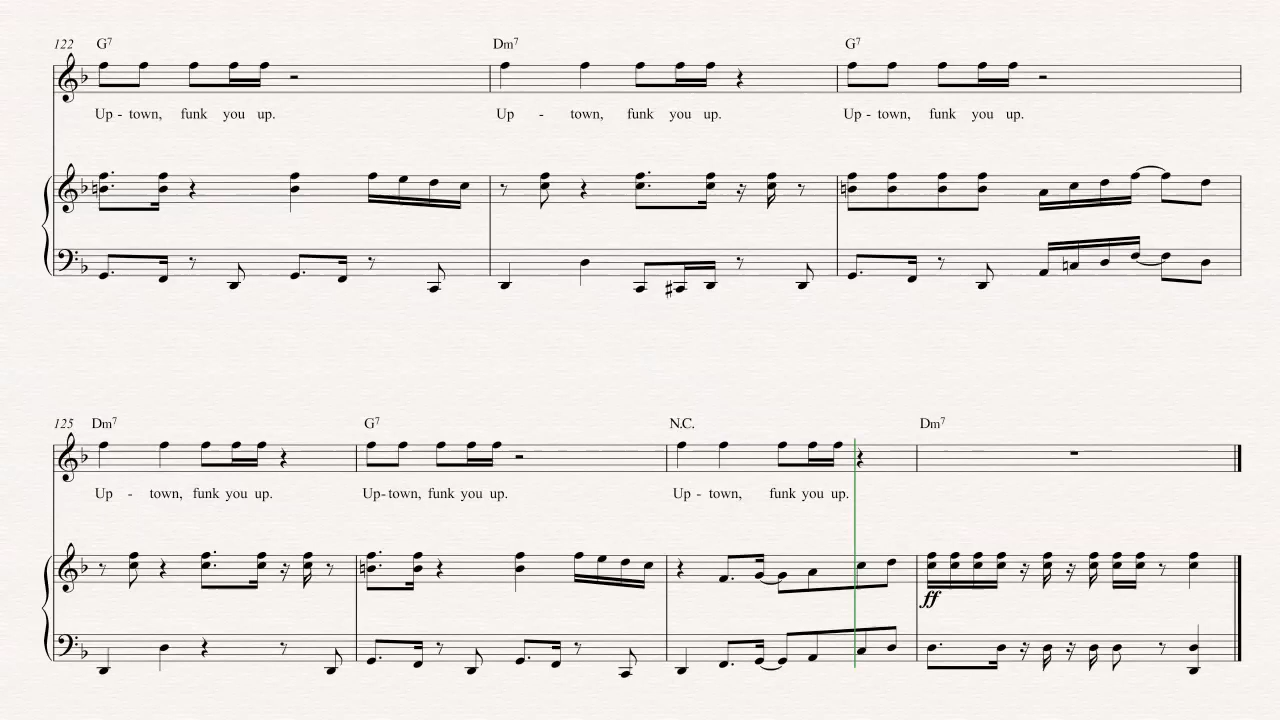 122 G7 Dm7 G7
Up - town, funk you up. Up - town, funk you up. Up - town, funk you up.
125 Dm7 G7 N.C. Dm7
Up - town, funk you up. Up - town, funk you up. Up - town, funk you up.
ff